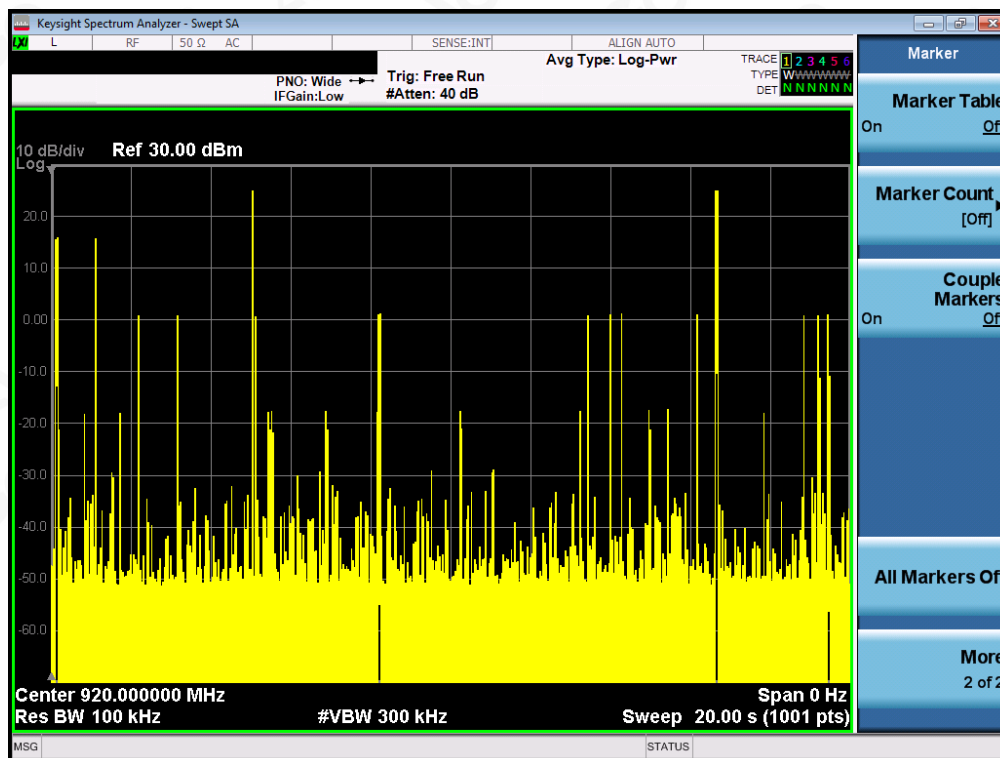 Keysight Spectrum Analyzer - Swept SA
LXI L RF 50 Ω AC SENSE:INT ALIGN AUTO
PNO: Wide
IFGain:Low
Trig: Free Run
#Atten: 40 dB
Avg Type: Log-Pwr
TRACE 1 2 3 4 5 6
TYPE W W W W W W
DET N N N N N N
10 dB/div Ref 30.00 dBm
Log
20.0
10.0
0.00
-10.0
-20.0
-30.0
-40.0
-50.0
-60.0
Center 920.000000 MHz Span 0 Hz
Res BW 100 kHz #VBW 300 kHz Sweep 20.00 s (1001 pts)
MSG STATUS
Marker
Marker Table
On Of
Marker Count
[Off]
Couple
Markers
On Of
All Markers Of
More
2 of 2